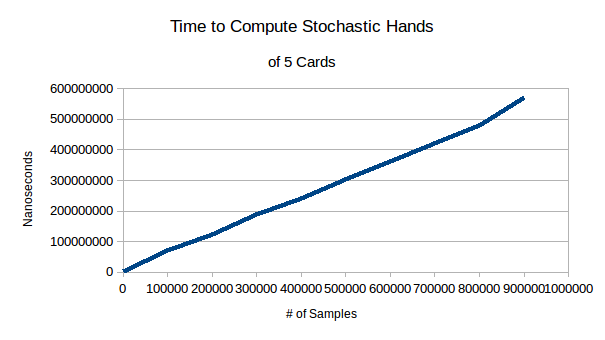 Time to Compute Stochastic Hands
of 5 Cards
600000000
500000000
400000000
300000000
200000000
100000000
0
Nanoseconds
0 100000 200000 300000 400000 500000 600000 700000 800000 900000 1000000
# of Samples